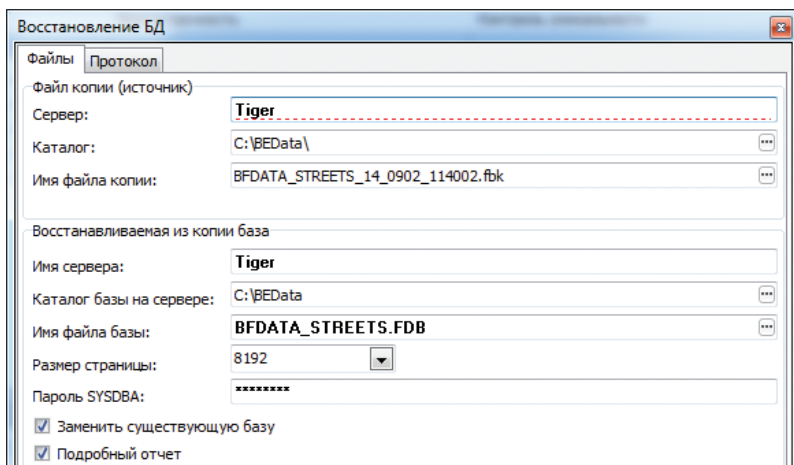 Восстановление БД
Файлы Протокол
Файл копии (источник)
Сервер: Tiger
Каталог: C:\BEData\
Имя файла копии: BFDATA_STREETS_14_0902_114002.fbk
Восстанавливаемая из копии база
Имя сервера: Tiger
Каталог базы на сервере: C:\BEData
Имя файла базы: BFDATA_STREETS.FDB
Размер страницы: 8192
Пароль SYSDBA: ********
Заменить существующую базу
Подробный отчет